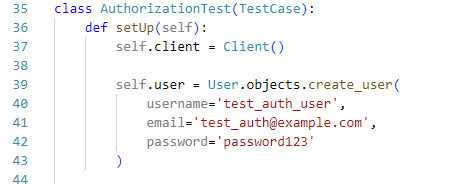 35 class AuthorizationTest(TestCase):
36     def setUp(self):
37         self.client = Client()
38
39         self.user = User.objects.create_user(
40             username='test_auth_user',
41             email='test_auth@example.com',
42             password='password123'
43         )
44